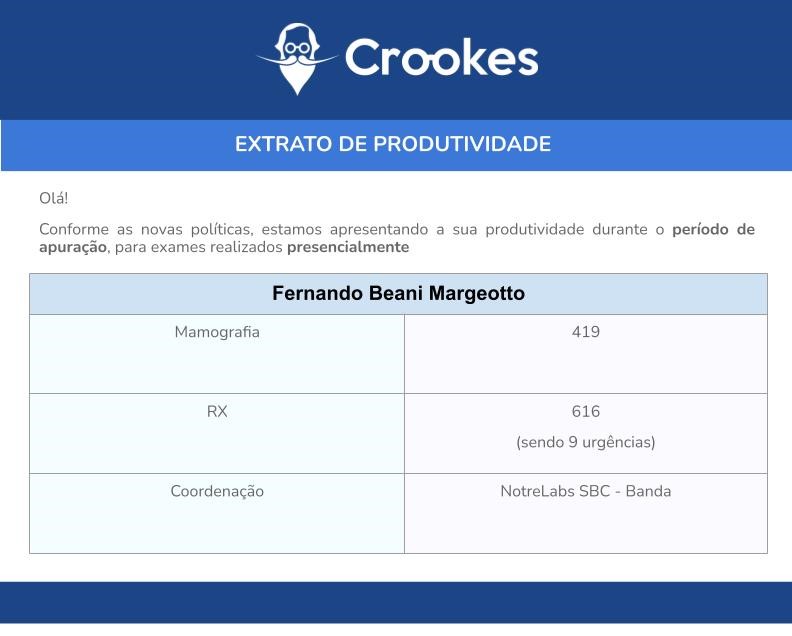 Crookes
EXTRATO DE PRODUTIVIDADE
Olá!
Conforme as novas políticas, estamos apresentando a sua produtividade durante o período de
apuração, para exames realizados presencialmente
Fernando Beani Margeotto
Mamografia 419
RX 616
(sendo 9 urgências)
Coordenação NotreLabs SBC - Banda